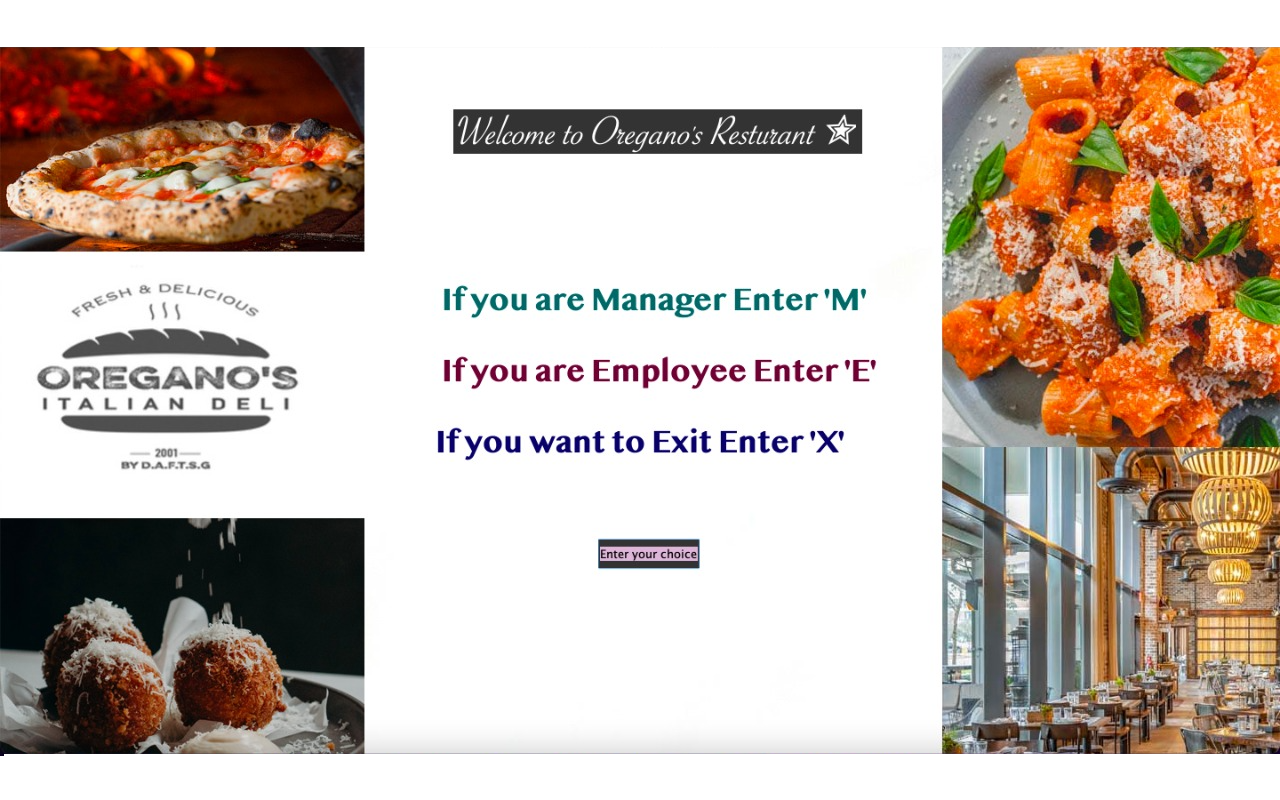 Welcome to Oregano's Resturant
FRESH & DELICIOUS
OREGANO'S
ITALIAN DELI
2001
BY D.A.F.T.S.G
If you are Manager Enter 'M'
If you are Employee Enter 'E'
If you want to Exit Enter 'X'
Enter your choice